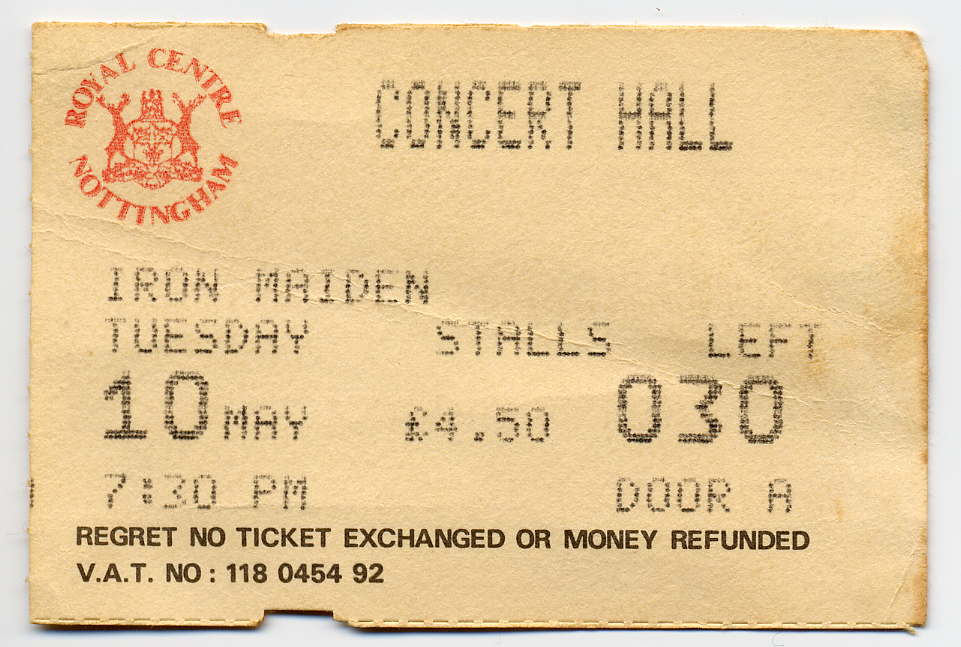 ROYAL CENTRE
NOTTINGHAM
CONCERT HALL
IRON MAIDEN
TUESDAY STALLS LEFT
10 MAY £4.50 030
7:30 PM DOOR A
REGRET NO TICKET EXCHANGED OR MONEY REFUNDED
V.A.T. NO : 118 0454 92